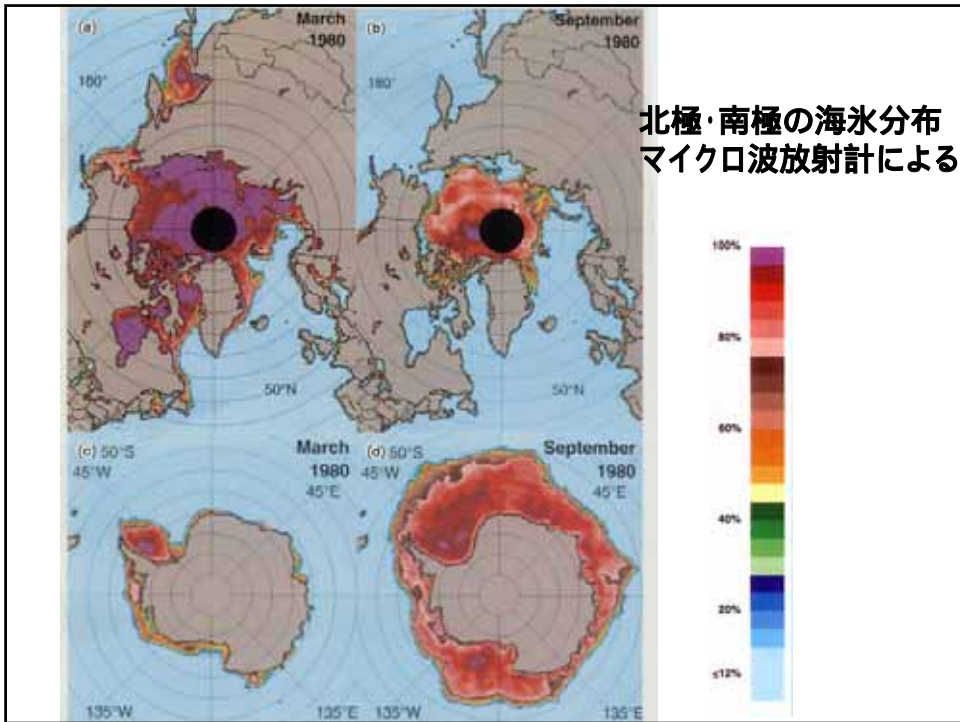 (a)
March
1980
180°
50°N
(b)
September
1980
180°
50°N
北極・南極の海氷分布
マイクロ波放射計による
100%
80%
60%
40%
20%
≤12%
(c) 50°S
45°W
March
1980
45°E
135°W
135°E
(d) 50°S
45°W
September
1980
45°E
135°W
135°E